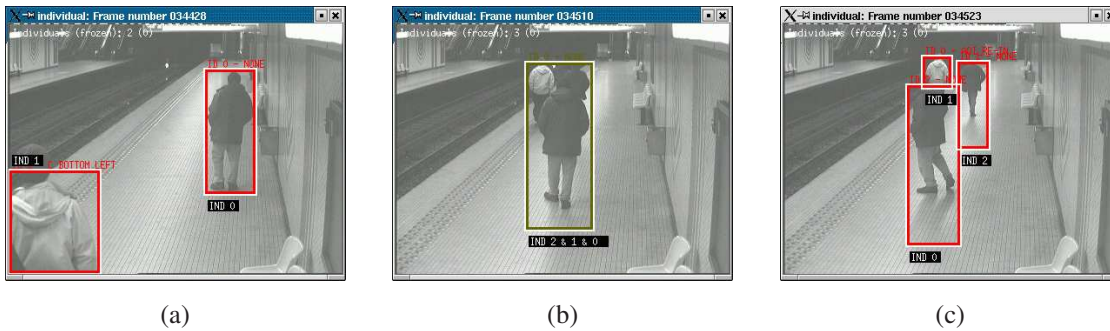 individual: Frame number 034428
Individuals (frozen): 2 (0)
ID 0 - NONE
IND 1
BOTTOM LEFT
IND 0
(a)
individual: Frame number 034510
Individuals (frozen): 3 (0)
NONE
IND 2 & 1 & 0
(b)
individual: Frame number 034523
Individuals (frozen): 3 (0)
NONE
IND 1
IND 2
IND 0
(c)